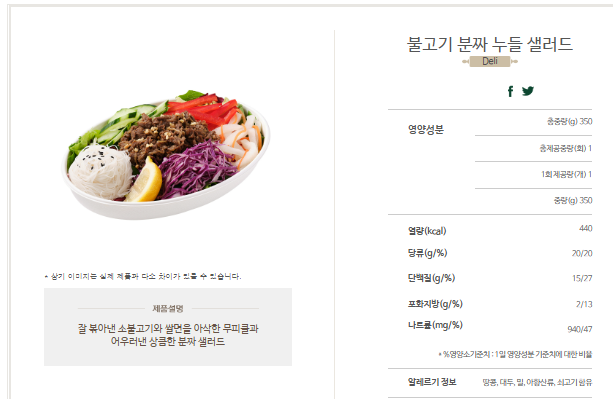 불고기 분짜 누들 샐러드
Deli
영양성분
총중량(g) 350
총제공중량(회) 1
1회 제공량(개) 1
중량(g) 350
열량(kcal) 440
당류(g/%) 20/20
단백질(g/%) 15/27
포화지방(g/%) 2/13
나트륨(mg/%) 940/47
* %영양소기준치 : 1일 영양성분 기준치에 대한 비율
알레르기 정보 땅콩, 대두, 밀, 아황산류, 쇠고기 함유
* 상기 이미지는 실제 제품과 다소 차이가 있을 수 있습니다.
제품설명
잘 볶아낸 소불고기와 쌀면을 아삭한 무피클과
어우러낸 상큼한 분짜 샐러드